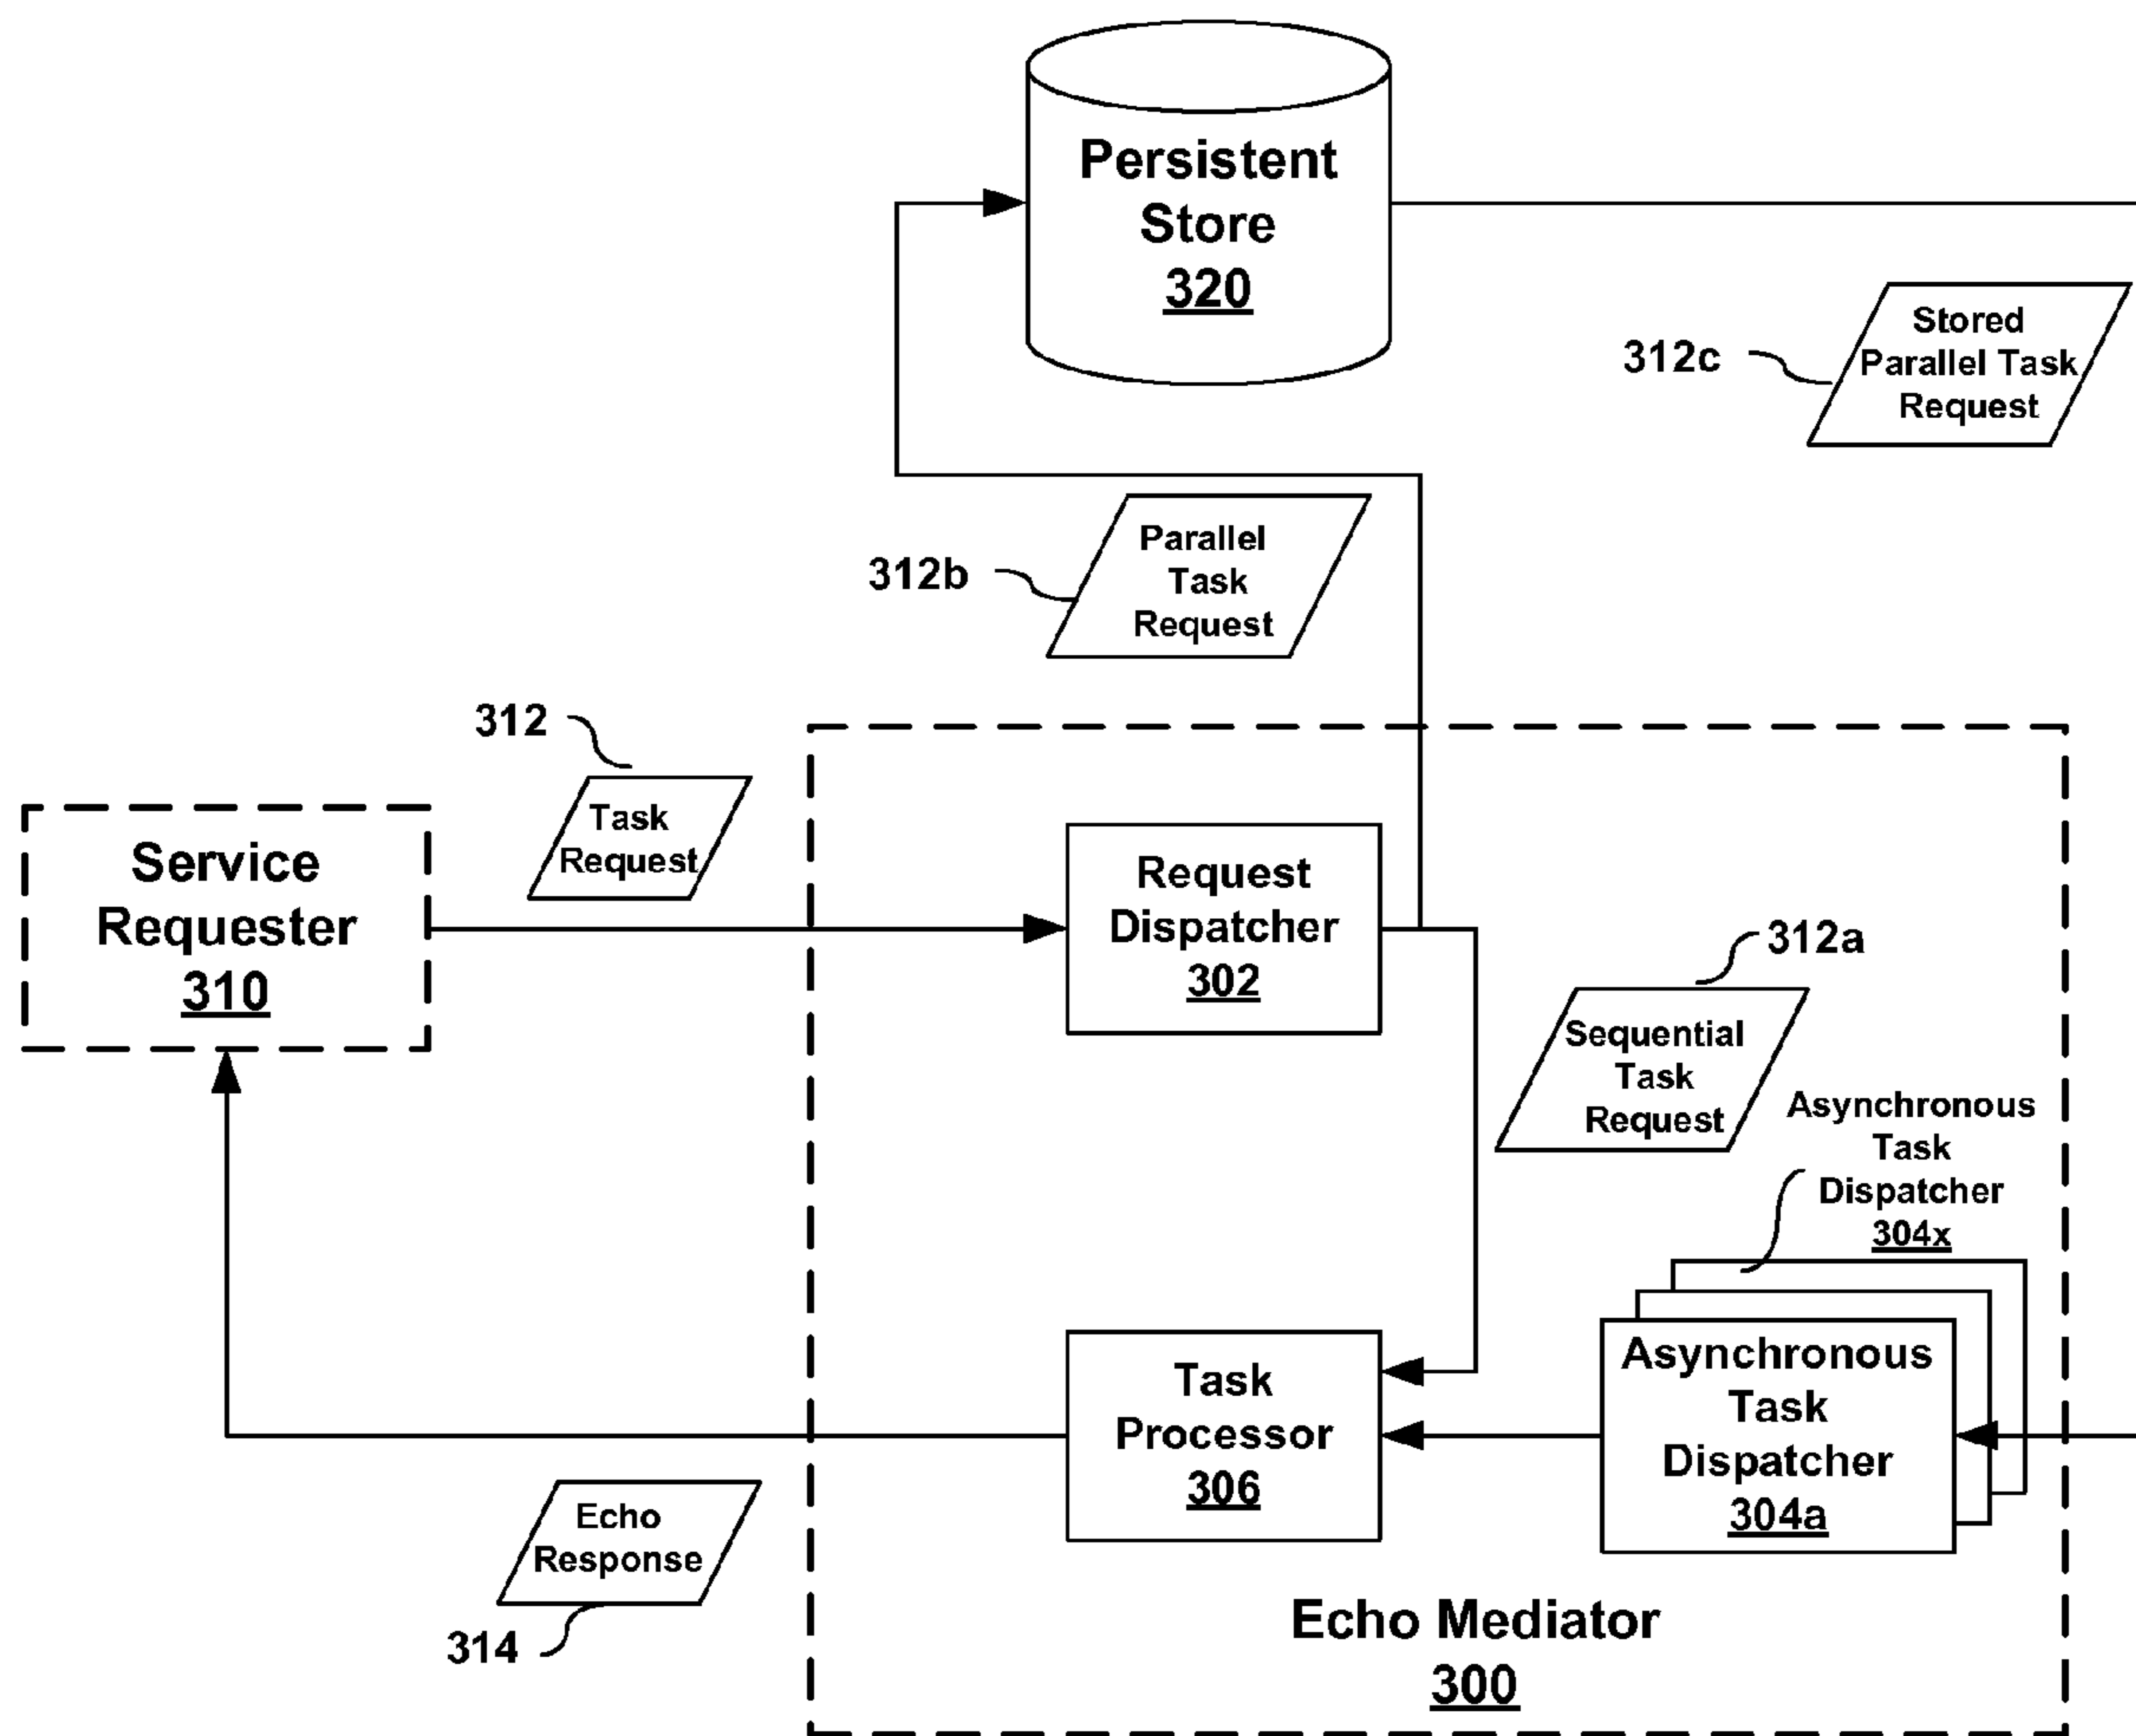 Persistent
Store
320
312c
Stored
Parallel Task
Request
312b
Parallel
Task
Request
312
Task
Request
Service
Requester
310
Request
Dispatcher
302
312a
Sequential
Task
Request
Asynchronous
Task
Dispatcher
304x
Task
Processor
306
Asynchronous
Task
Dispatcher
304a
Echo
Response
314
Echo Mediator
300